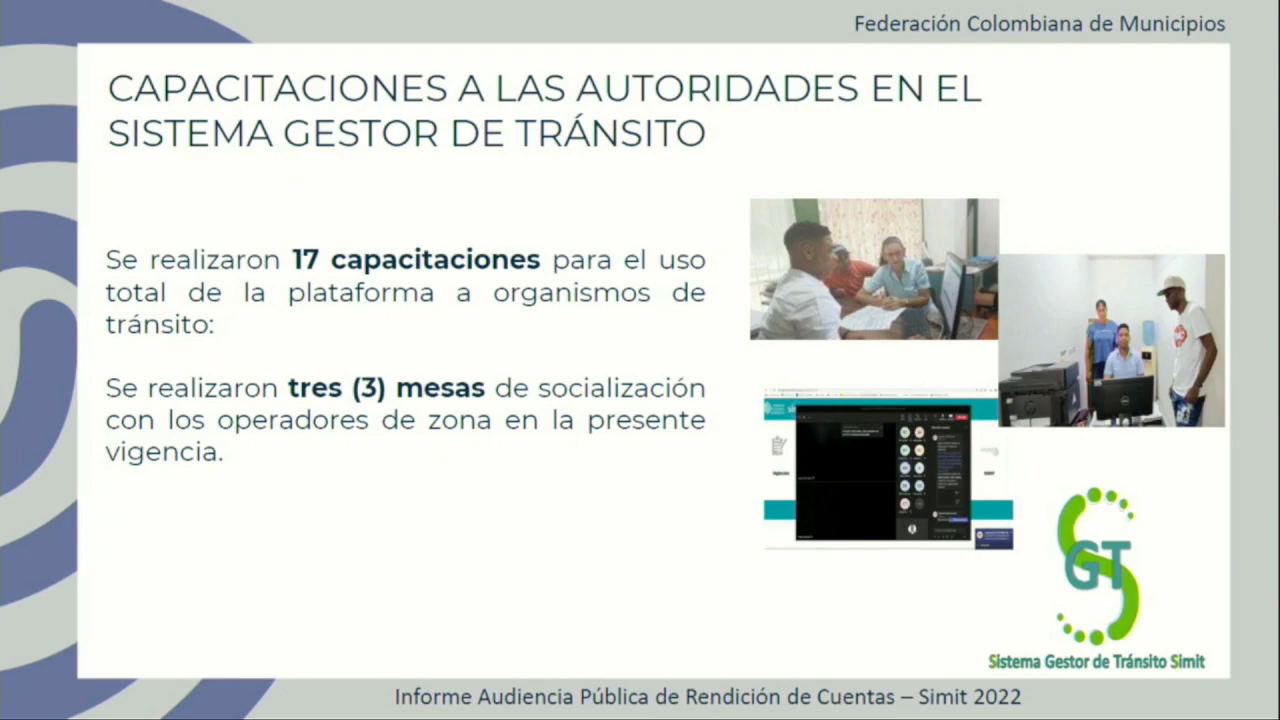 Federación Colombiana de Municipios
CAPACITACIONES A LAS AUTORIDADES EN EL
SISTEMA GESTOR DE TRÁNSITO
Se realizaron 17 capacitaciones para el uso
total de la plataforma a organismos de
tránsito:
Se realizaron tres (3) mesas de socialización
con los operadores de zona en la presente
vigencia.
DELL
SGT
Sistema Gestor de Tránsito Simit
Informe Audiencia Pública de Rendición de Cuentas – Simit 2022